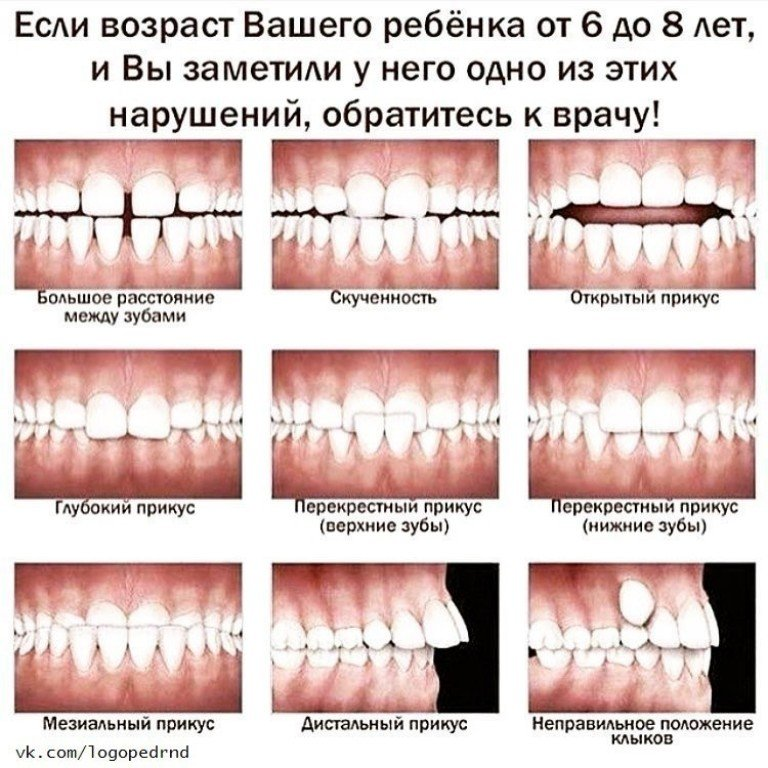 Если возраст Вашего ребёнка от 6 до 8 лет,
и Вы заметили у него одно из этих
нарушений, обратитесь к врачу!
Большое расстояние
между зубами
Скученность
Открытый прикус
Глубокий прикус
Перекрестный прикус
(верхние зубы)
Перекрестный прикус
(нижние зубы)
Мезиальный прикус
Дистальный прикус
Неправильное положение
клыков
vk.com/logopedrnd